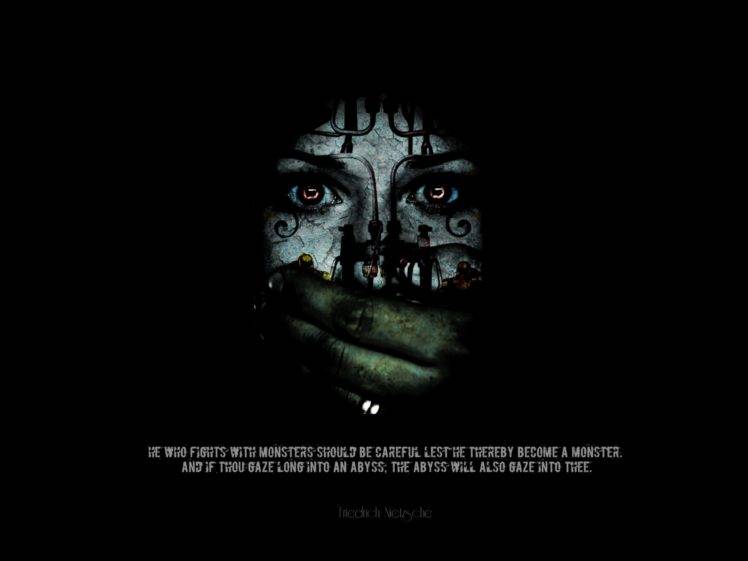 HE WHO FIGHTS WITH MONSTERS SHOULD BE CAREFUL LEST HE THEREBY BECOME A MONSTER.
AND IF THOU GAZE LONG INTO AN ABYSS, THE ABYSS WILL ALSO GAZE INTO THEE.
Friedrich Nietzsche